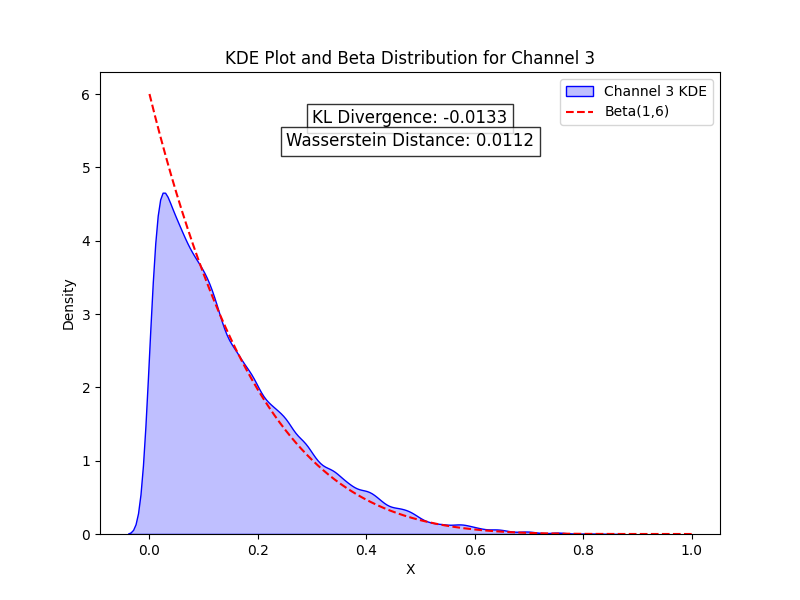 KDE Plot and Beta Distribution for Channel 3
KL Divergence: -0.0133
Wasserstein Distance: 0.0112
Channel 3 KDE
Beta(1,6)
Density
6
5
4
3
2
1
0
0.0
0.2
0.4
0.6
0.8
1.0
X